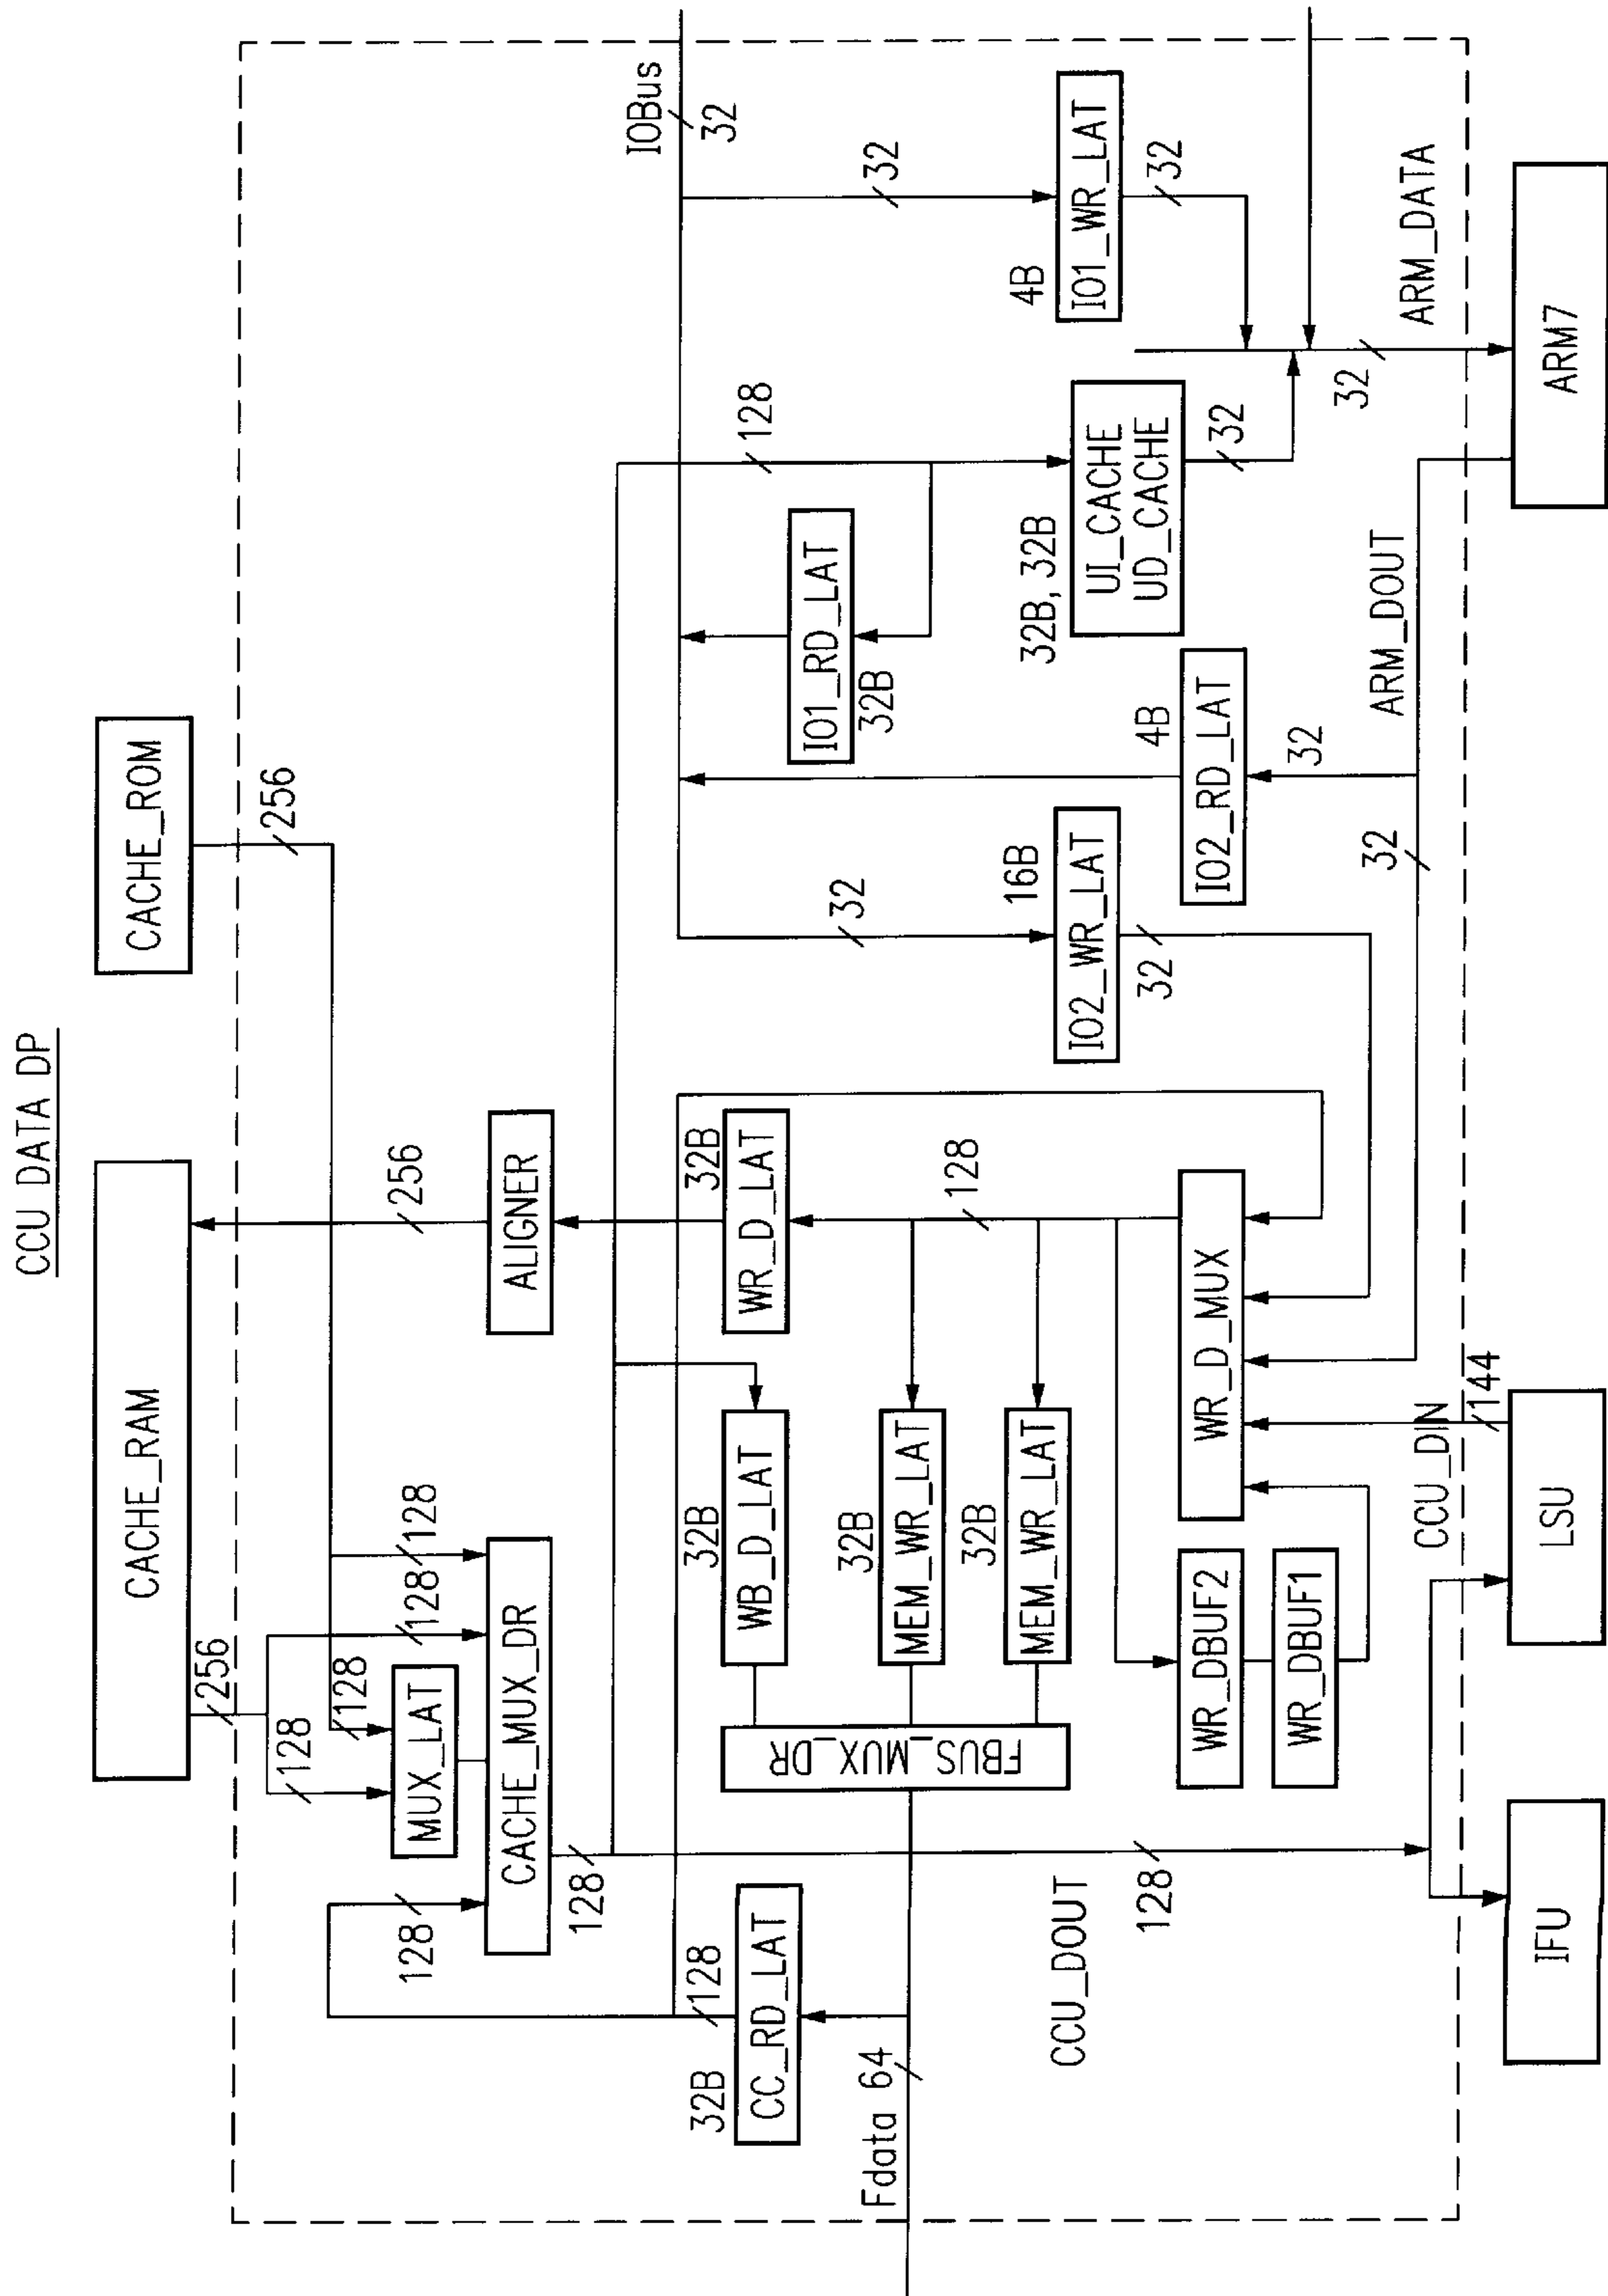 CCU DATA DP
CACHE_RAM
CACHE_ROM
256
256
256
128
128
128
128
128
MUX_LAT
CACHE_MUX_DR
ALIGNER
128
IOBus
32
32B
CC_RD_LAT
128
32B
WB_D_LAT
32B
WR_D_LAT
32B
IO1_RD_LAT
128
32
32
Fdata 64
FBUS_MUX_DR
32B
MEM_WR_LAT
32B
MEM_WR_LAT
128
16B
IO2_WR_LAT
32
32B, 32B
UI_CACHE
UD_CACHE
32
4B
IO1_WR_LAT
32
CCU_DOUT
128
WR_DBUF2
WR_DBUF1
WR_D_MUX
4B
IO2_RD_LAT
32
32
ARM_DOUT
32
ARM_DATA
CCU_DIN
144
IFU
LSU
ARM7